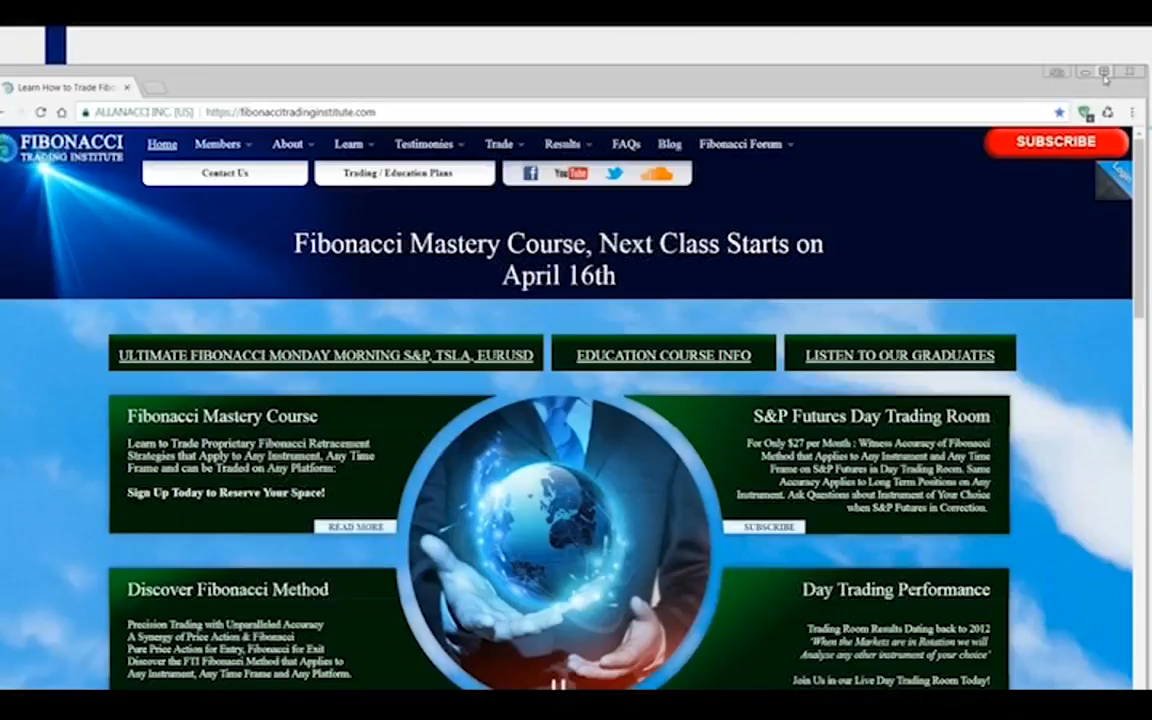 Learn How to Trade Fibo
ALLANACCI INC. [US] https://fibonaccitradinginstitute.com
FIBONACCI
TRADING INSTITUTE
Home Members About Learn Testimonies Trade Results FAQs Blog Fibonacci Forum
SUBSCRIBE
Contact Us Trading / Education Plans You Tube
Login
Fibonacci Mastery Course, Next Class Starts on
April 16th
ULTIMATE FIBONACCI MONDAY MORNING S&P, TSLA, EURUSD
EDUCATION COURSE INFO
LISTEN TO OUR GRADUATES
Fibonacci Mastery Course
Learn to Trade Proprietary Fibonacci Retracement
Strategies that Apply to Any Instrument, Any Time
Frame and can be Traded on Any Platform:
Sign Up Today to Reserve Your Space!
READ MORE
S&P Futures Day Trading Room
For Only $27 per Month : Witness Accuracy of Fibonacci
Method that Applies to Any Instrument and Any Time
Frame on S&P Futures in Day Trading Room. Same
Accuracy Applies to Long Term Positions on Any
Instrument. Ask Questions about Instrument of Your Choice
when S&P Futures in Correction.
SUBSCRIBE
Discover Fibonacci Method
Precision Trading with Unparalleled Accuracy
A Synergy of Price Action & Fibonacci
Pure Price Action for Entry, Fibonacci for Exit
Discover the FTI Fibonacci Method that Applies to
Any Instrument, Any Time Frame and Any Platform.
Day Trading Performance
Trading Room Results Dating back to 2012
"When the Markets are in Rotation we will
Analyse any other instrument of your choice"
Join Us in our Live Day Trading Room Today!